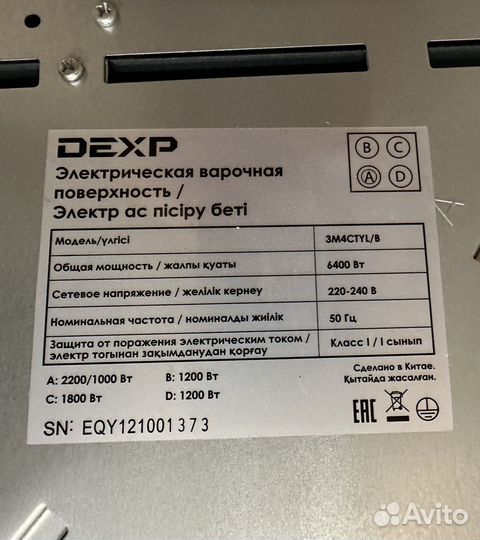 DEXP
Электрическая варочная
поверхность /
Электр ас пісіру беті
B C
A D
Модель/үлгісі 3M4CTYL/B
Общая мощность / жалпы қуаты 6400 Вт
Сетевое напряжение / желілік кернеу 220-240 В
Номинальная частота / номиналды жиілік 50 Гц
Защита от поражения электрическим током /
электр тогынан зақымданудан қорғау Класс I / I сынып
A: 2200/1000 Вт B: 1200 Вт
C: 1800 Вт D: 1200 Вт
Сделано в Китае.
Қытайда жасалған.
EAC
SN: EQY121001373
Avito